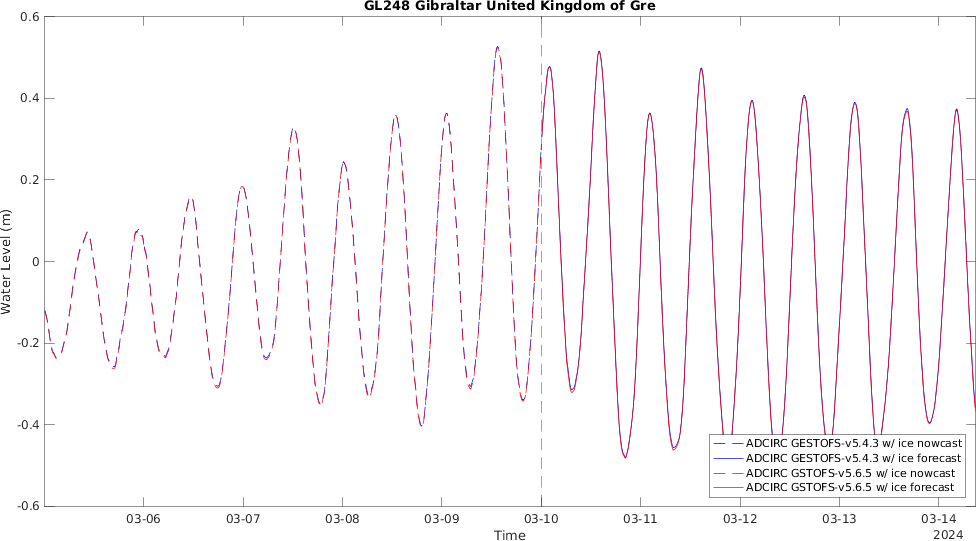 GL248 Gibraltar United Kingdom of Gre
0.6
0.4
0.2
0
-0.2
-0.4
-0.6
Water Level (m)
ADCIRC GESTOFS-v5.4.3 w/ ice nowcast
ADCIRC GESTOFS-v5.4.3 w/ ice forecast
ADCIRC GSTOFS-v5.6.5 w/ ice nowcast
ADCIRC GSTOFS-v5.6.5 w/ ice forecast
03-06 03-07 03-08 03-09 03-10 03-11 03-12 03-13 03-14
Time 2024